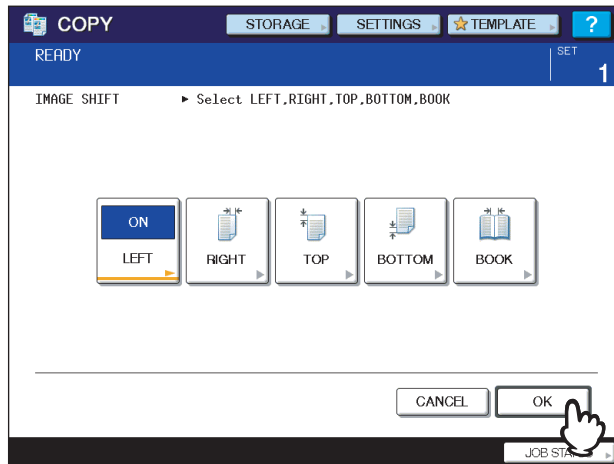 COPY
STORAGE
SETTINGS
TEMPLATE
?
READY
SET
1
IMAGE SHIFT
► Select LEFT,RIGHT,TOP,BOTTOM,BOOK
ON
LEFT
RIGHT
TOP
BOTTOM
BOOK
CANCEL
OK
JOB